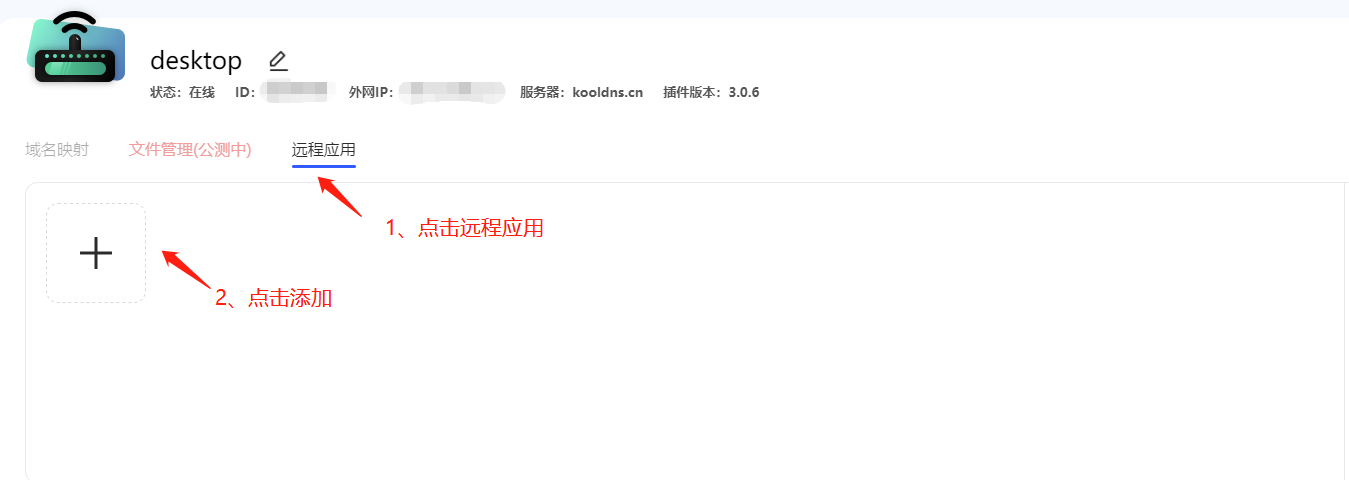 desktop
状态：在线 ID： 外网IP： 服务器：kooldns.cn 插件版本：3.0.6
域名映射 文件管理(公测中) 远程应用
1、点击远程应用
2、点击添加